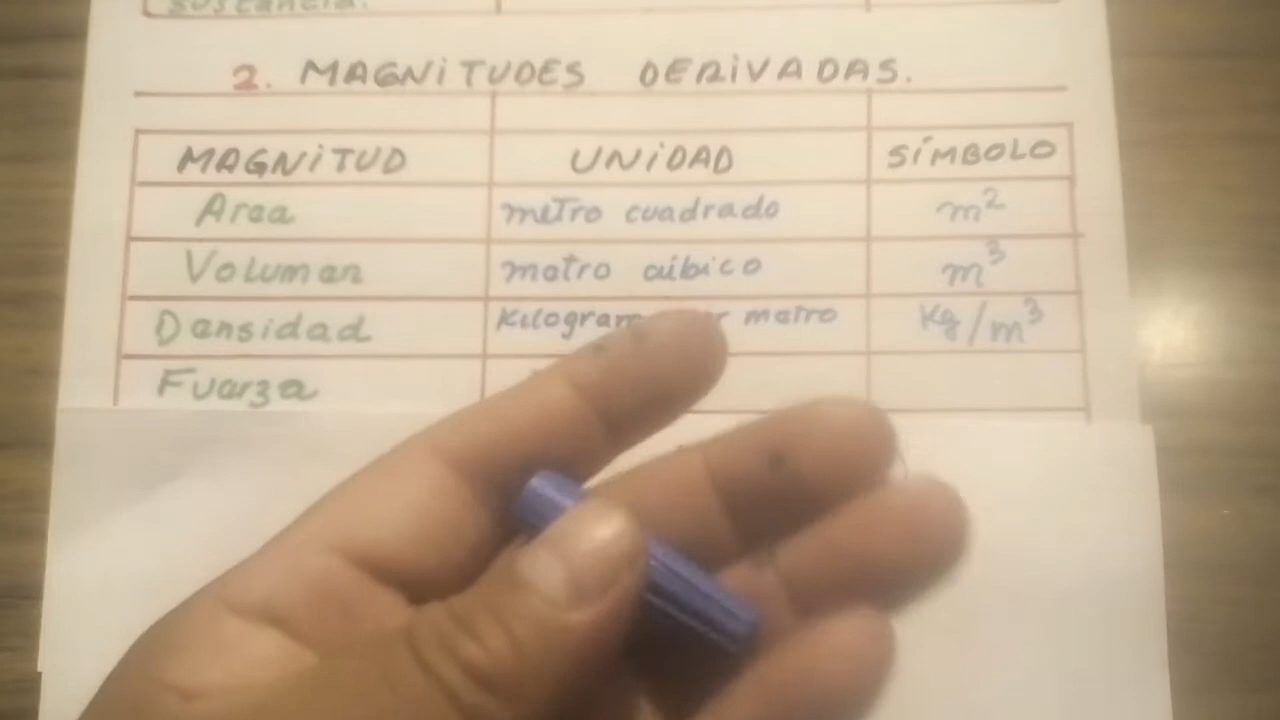 sustancia.
2. MAGNITUDES DERIVADAS.
MAGNITUD UNIDAD SÍMBOLO
Area metro cuadrado m²
Volumen metro cúbico m³
Densidad metro Kg/m³
Fuerza